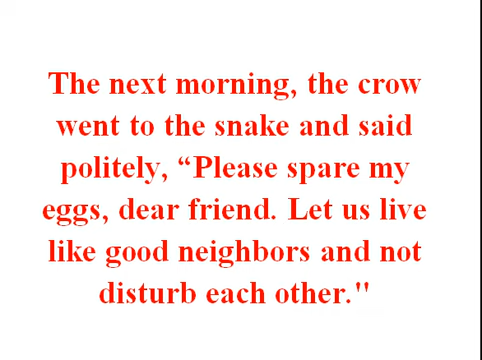 The next morning, the crow
went to the snake and said
politely, “Please spare my
eggs, dear friend. Let us live
like good neighbors and not
disturb each other."